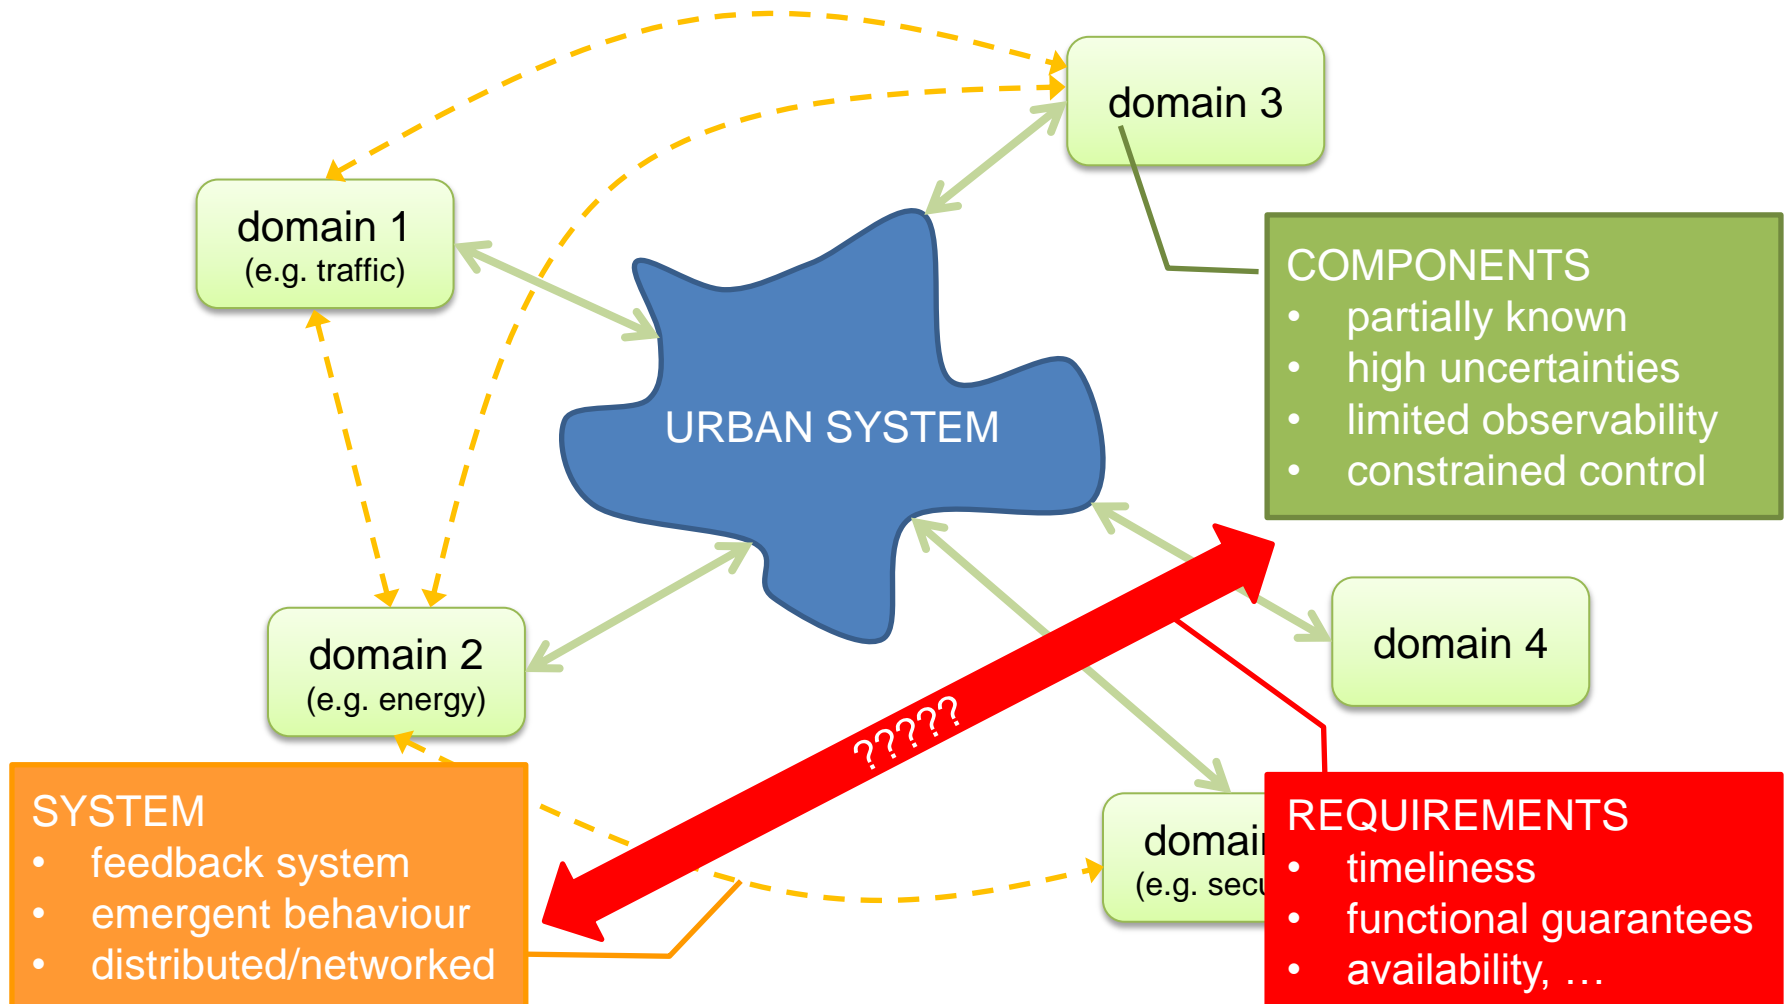 domain 3
domain 1
(e.g. traffic)
COMPONENTS
• partially known
• high uncertainties
• limited observability
• constrained control
URBAN SYSTEM
domain 2
(e.g. energy)
domain 4
?????
SYSTEM
• feedback system
• emergent behaviour
• distributed/networked
(e.g.
REQUIREMENTS
• timeliness
• functional guarantees
• availability, …